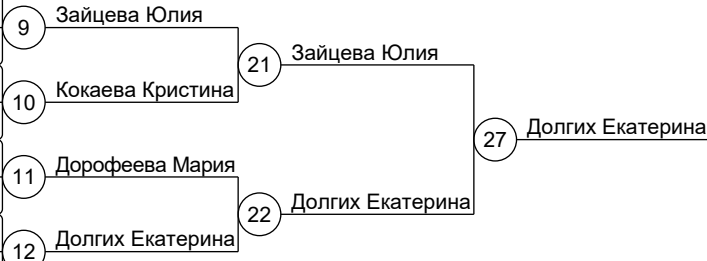 9 Зайцева Юлия
21 Зайцева Юлия
10 Кокаева Кристина
27 Долгих Екатерина
11 Дорофеева Мария
22 Долгих Екатерина
12 Долгих Екатерина